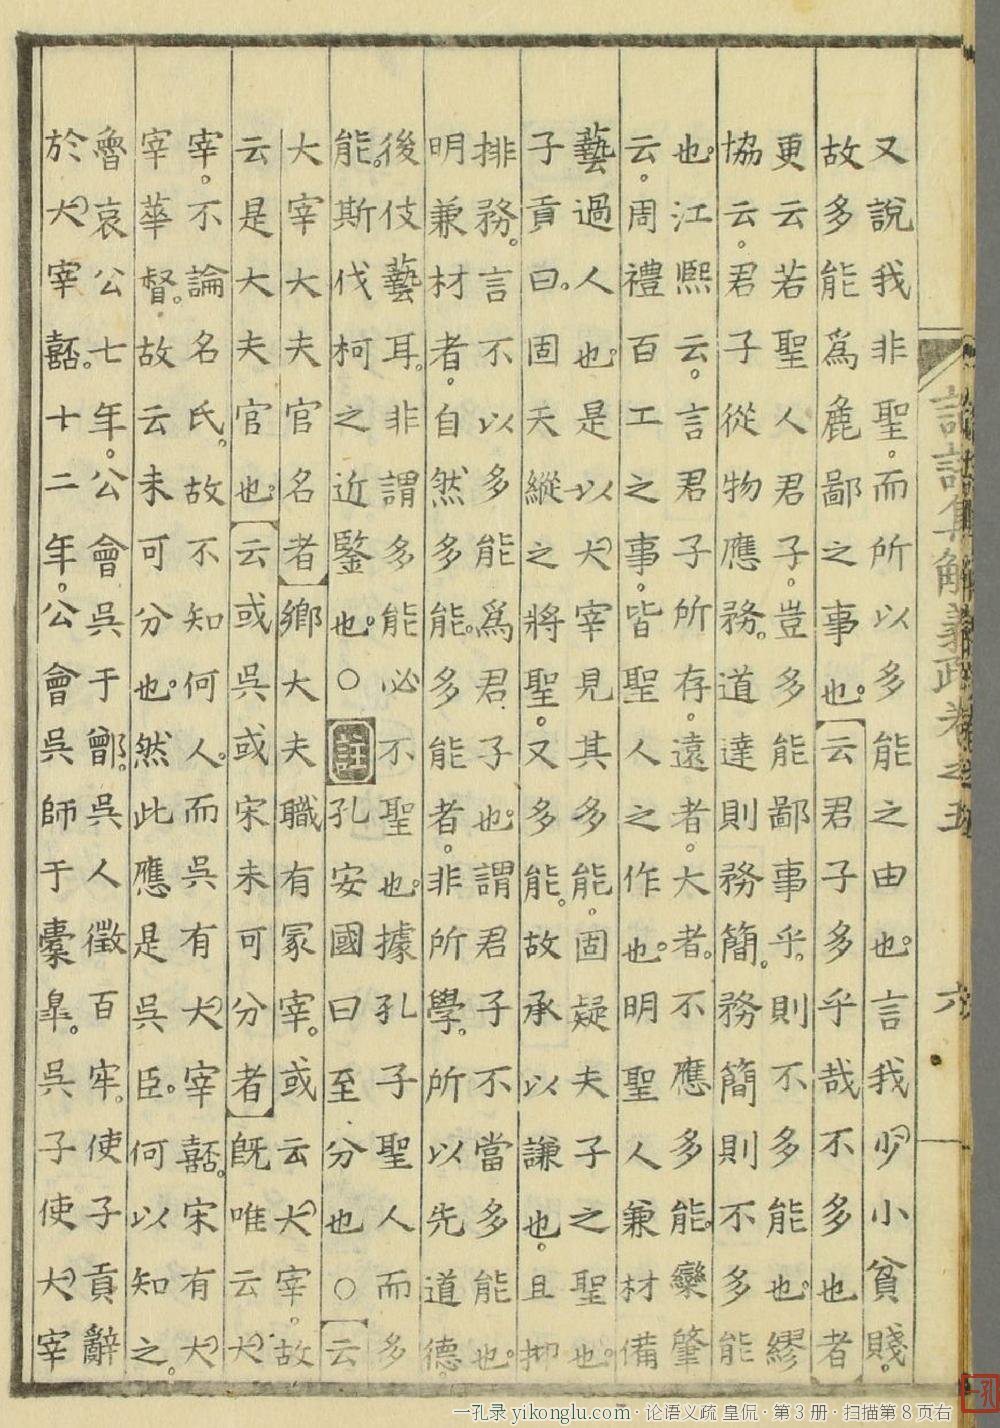 又說我非聖。而所以多能之由也。言我少小貧賤。
故多能爲麁鄙之事也。【云君子多乎哉不多也者】
更云若聖人君子。豈多能鄙事乎。則不多能也。繆
協云。君子從物應務。道達則務簡。務簡則不多能
也。江熙云。言君子所存。遠者。大者。不應多能。欒肇
云。周禮百工之事。皆聖人之作也。明聖人兼材備
藝過人也。是以大宰見其多能。固疑夫子之聖也。
子貢曰。固天縱之將聖。又多能。故承以謙也。且抑
排務。言不以多能爲君子也。謂君子不當多能也。
明兼材者。自然多能。多能者。非所學。所以先道德。
後伎藝耳。非謂多能必不聖也。據孔子聖人而多
能。斯伐柯之近鑒也。○註孔安國曰至分也。○【云
大宰大夫官名者】鄉大夫職有冢宰。或云大宰。故
云是大夫官也。【云或吳或宋未可分者】既唯云大
宰。不論名氏。故不知何人。而吳有大宰嚭。宋有大
宰華督。故云未可分也。然此應是吳臣。何以知之。
魯哀公七年。公會吳于鄫。吳人徵百牢。使子貢辭
於大宰嚭。十二年。公會吳師于橐皐。吳子使大宰
論語集解義疏卷之五 六
一孔录 yikonglu.com · 论语义疏 皇侃 · 第 3 册 · 扫描第 8 页右
一孔